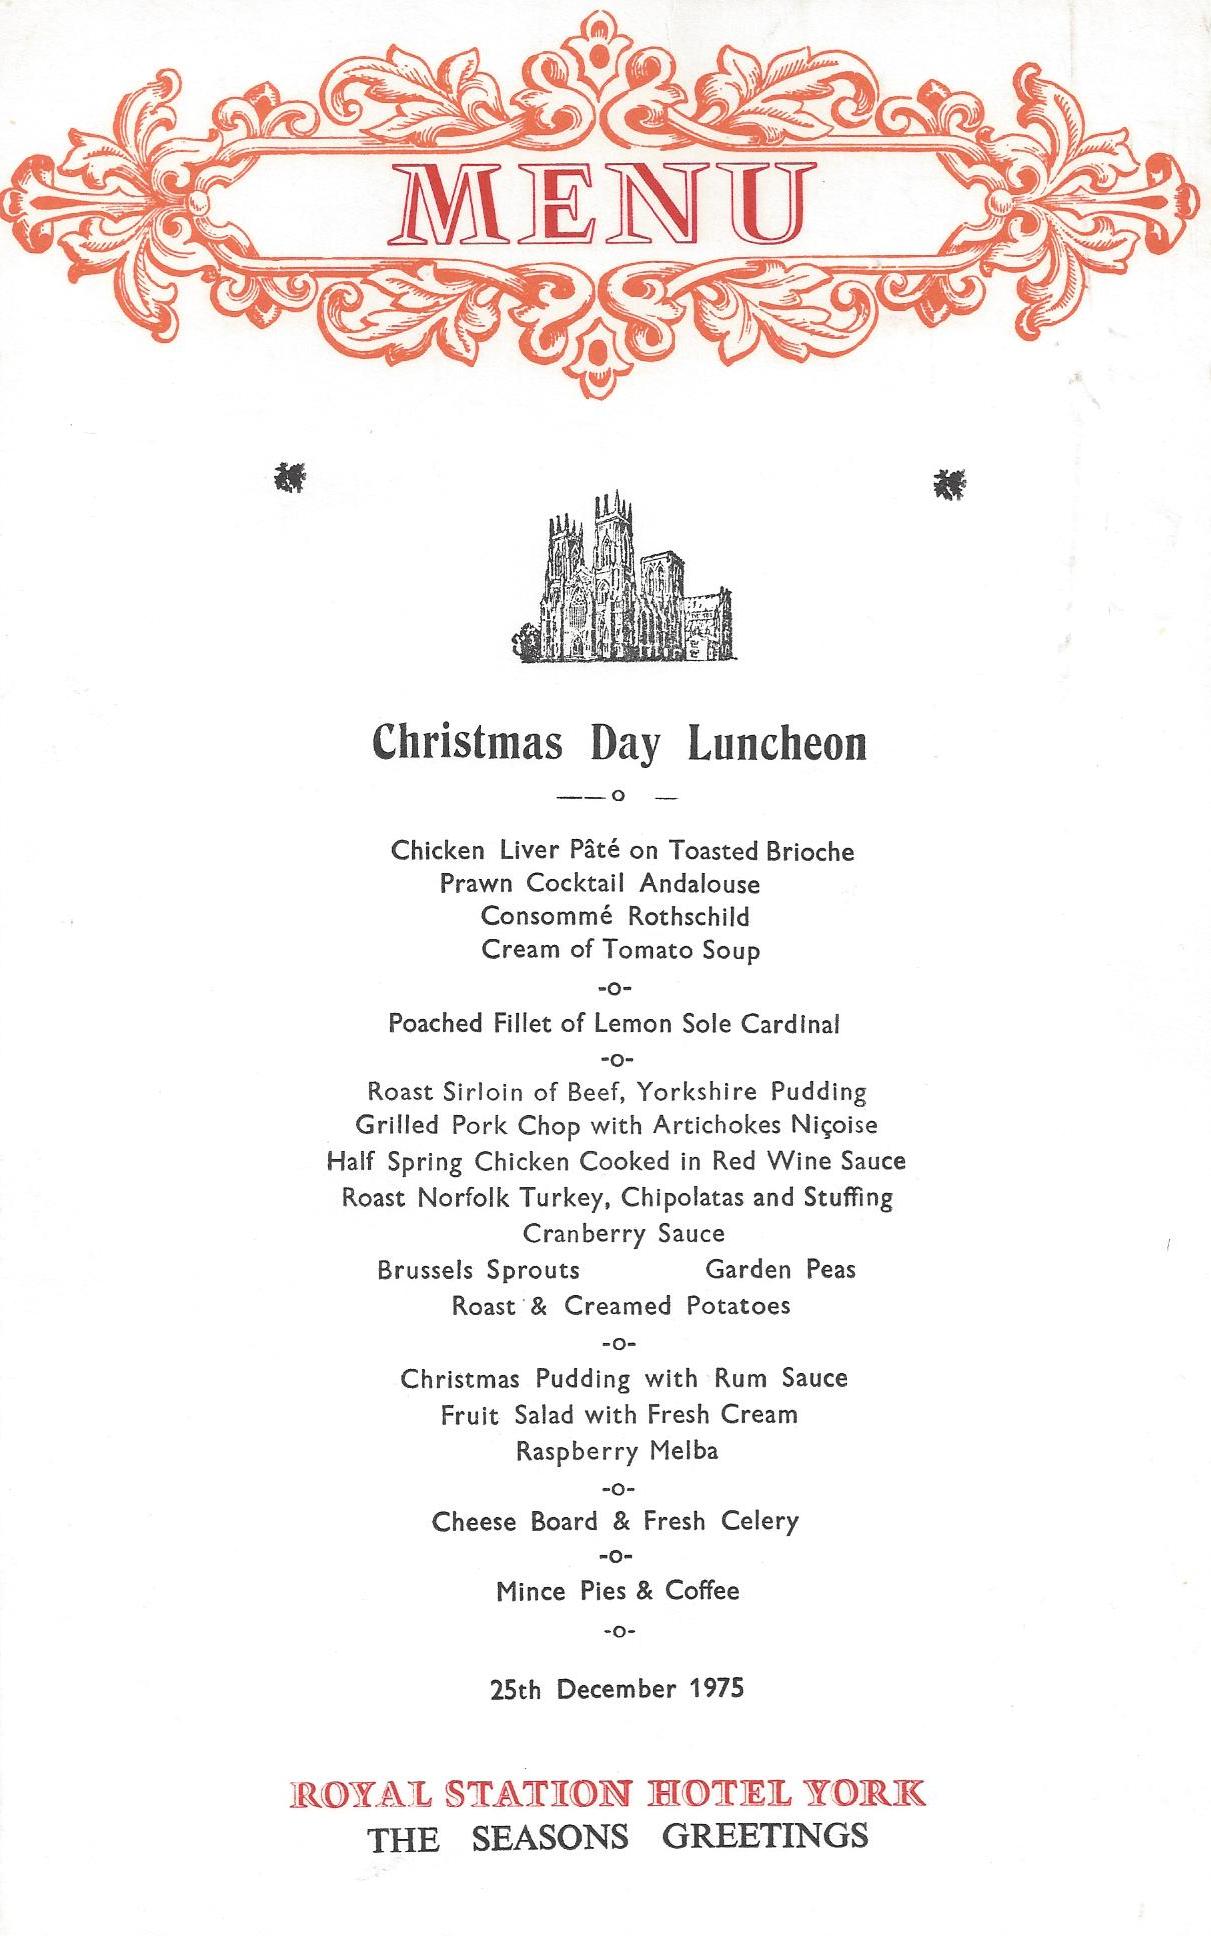 MENU
Christmas Day Luncheon
——o —
Chicken Liver Pâté on Toasted Brioche
Prawn Cocktail Andalouse
Consommé Rothschild
Cream of Tomato Soup
-o-
Poached Fillet of Lemon Sole Cardinal
-o-
Roast Sirloin of Beef, Yorkshire Pudding
Grilled Pork Chop with Artichokes Niçoise
Half Spring Chicken Cooked in Red Wine Sauce
Roast Norfolk Turkey, Chipolatas and Stuffing
Cranberry Sauce
Brussels Sprouts Garden Peas
Roast & Creamed Potatoes
-o-
Christmas Pudding with Rum Sauce
Fruit Salad with Fresh Cream
Raspberry Melba
-o-
Cheese Board & Fresh Celery
-o-
Mince Pies & Coffee
-o-
25th December 1975
ROYAL STATION HOTEL YORK
THE SEASONS GREETINGS